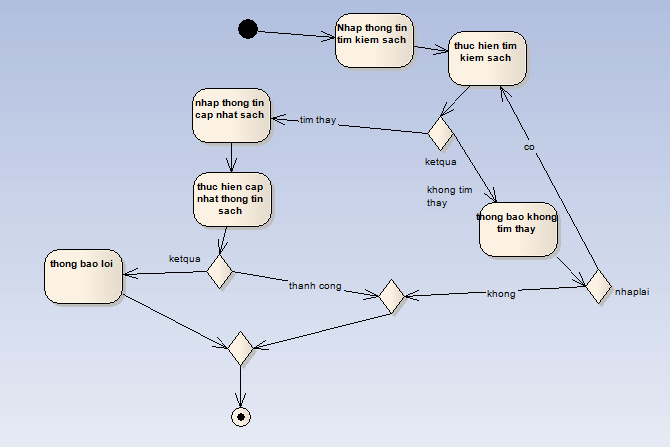 Nhap thong tin
tim kiem sach
thuc hien tim
kiem sach
nhap thong tin
cap nhat sach
tim thay
ketqua
co
khong tim
thay
thuc hien cap
nhat thong tin
sach
thong bao khong
tim thay
ketqua
thong bao loi
thanh cong
khong
nhaplai